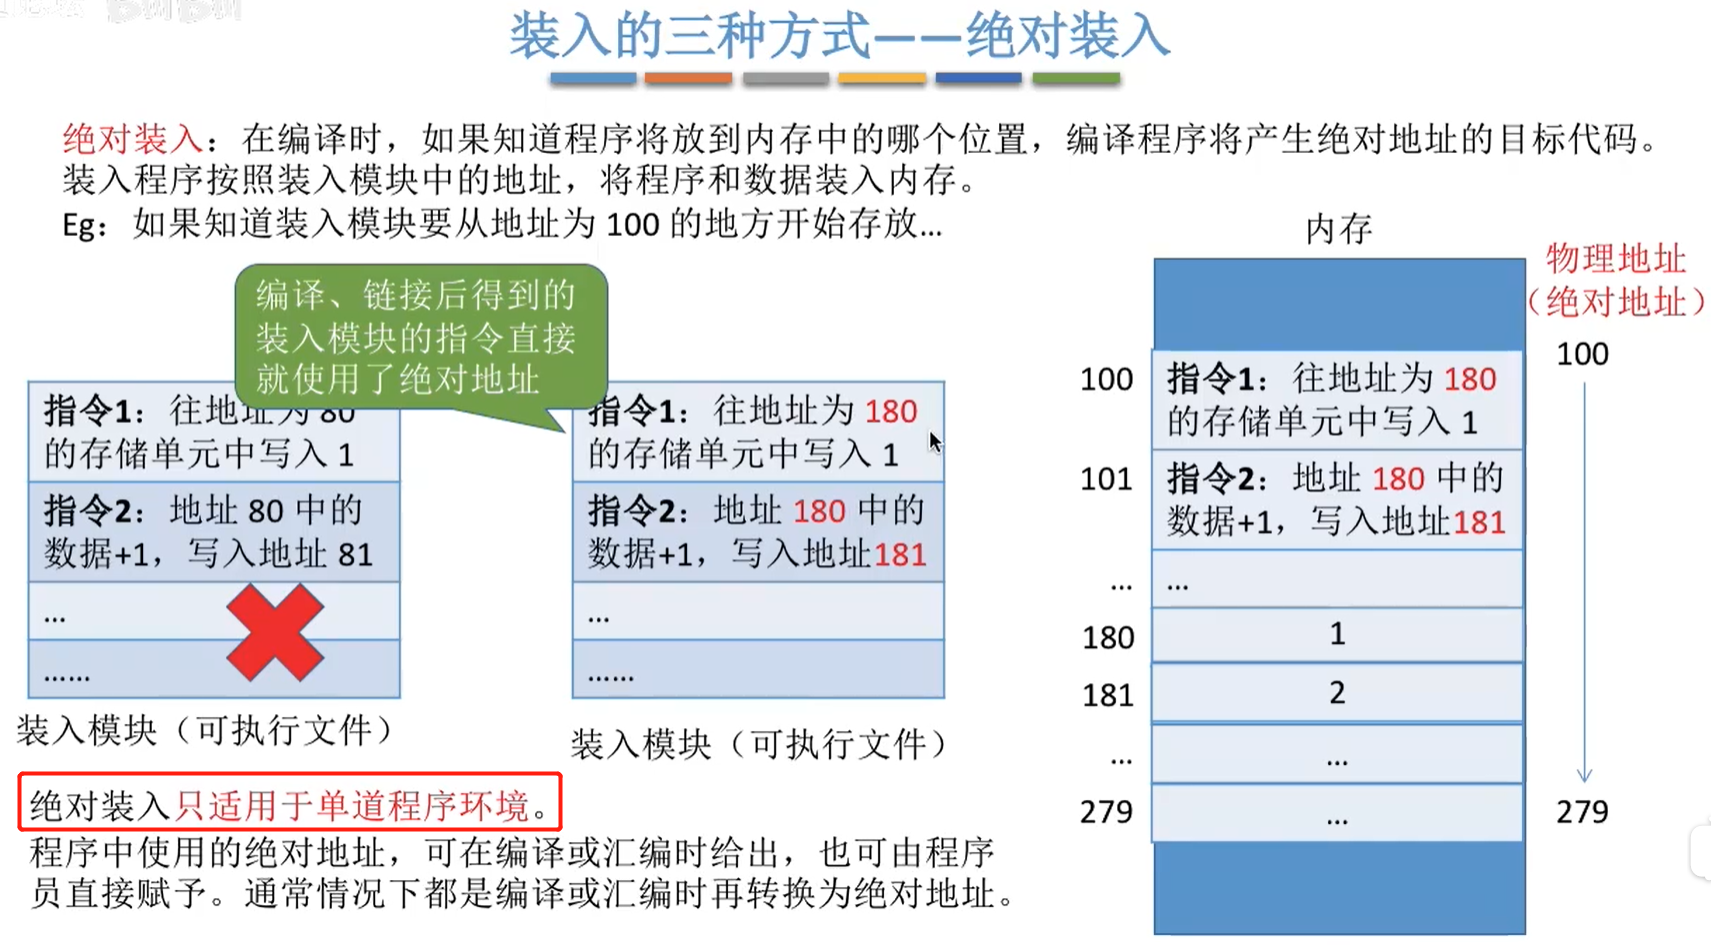 装入的三种方式——绝对装入
绝对装入：在编译时，如果知道程序将放到内存中的哪个位置，编译程序将产生绝对地址的目标代码。
装入程序按照装入模块中的地址，将程序和数据装入内存。
Eg：如果知道装入模块要从地址为 100 的地方开始存放...
编译、链接后得到的
装入模块的指令直接
就使用了绝对地址
指令1：往地址为 80
的存储单元中写入 1
指令2：地址 80 中的
数据+1，写入地址 81
...
......
装入模块（可执行文件）
指令1：往地址为 180
的存储单元中写入 1
指令2：地址 180 中的
数据+1，写入地址181
...
......
装入模块（可执行文件）
内存
物理地址
（绝对地址）
100
100
指令1：往地址为 180
的存储单元中写入 1
101
指令2：地址 180 中的
数据+1，写入地址181
...
...
180
1
181
2
...
...
279
...
279
绝对装入只适用于单道程序环境。
程序中使用的绝对地址，可在编译或汇编时给出，也可由程序
员直接赋予。通常情况下都是编译或汇编时再转换为绝对地址。